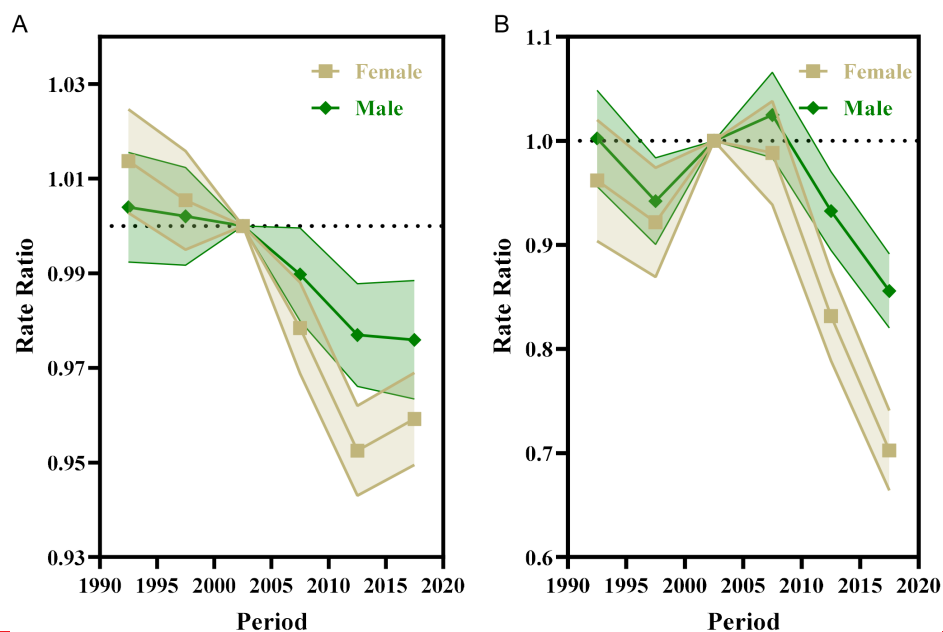 A
Female
Male
1.03
1.01
0.99
0.97
0.95
0.93
Rate Ratio
1990 1995 2000 2005 2010 2015 2020
Period
B
Female
Male
1.1
1.0
0.9
0.8
0.7
0.6
Rate Ratio
1990 1995 2000 2005 2010 2015 2020
Period